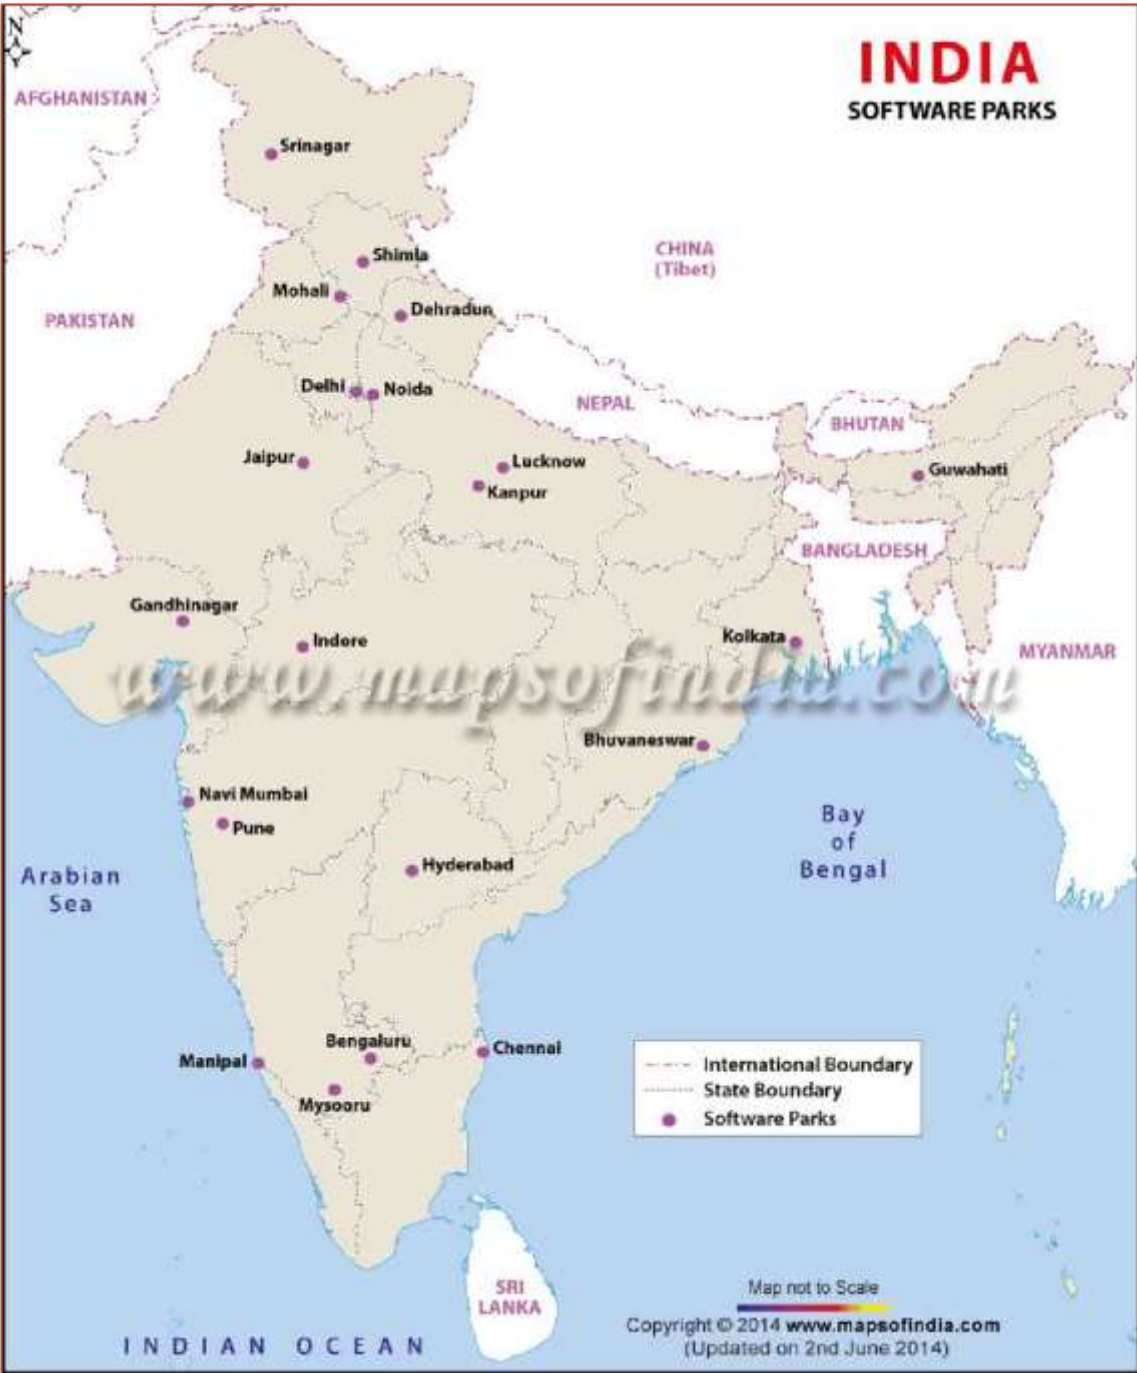 N
INDIA
SOFTWARE PARKS
AFGHANISTAN
Srinagar
CHINA
(Tibet)
Shimla
Mohali
Dehradun
PAKISTAN
Delhi
Noida
NEPAL
BHUTAN
Jaipur
Lucknow
Kanpur
Guwahati
BANGLADESH
Gandhinagar
Indore
Kolkata
MYANMAR
www.mapsofindia.com
Bhuvaneswar
Navi Mumbai
Pune
Bay
of
Bengal
Hyderabad
Arabian
Sea
Bengaluru
Chennai
Manipal
Mysooru
International Boundary
State Boundary
Software Parks
SRI
LANKA
Map not to Scale
Copyright © 2014 www.mapsofindia.com
(Updated on 2nd June 2014)
INDIAN OCEAN